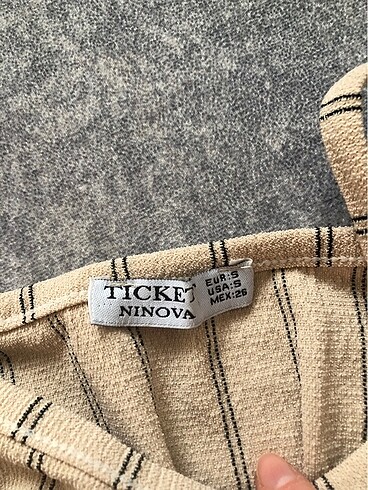 TICKET
NINOVA
EUR:S
USA:S
MEX:26